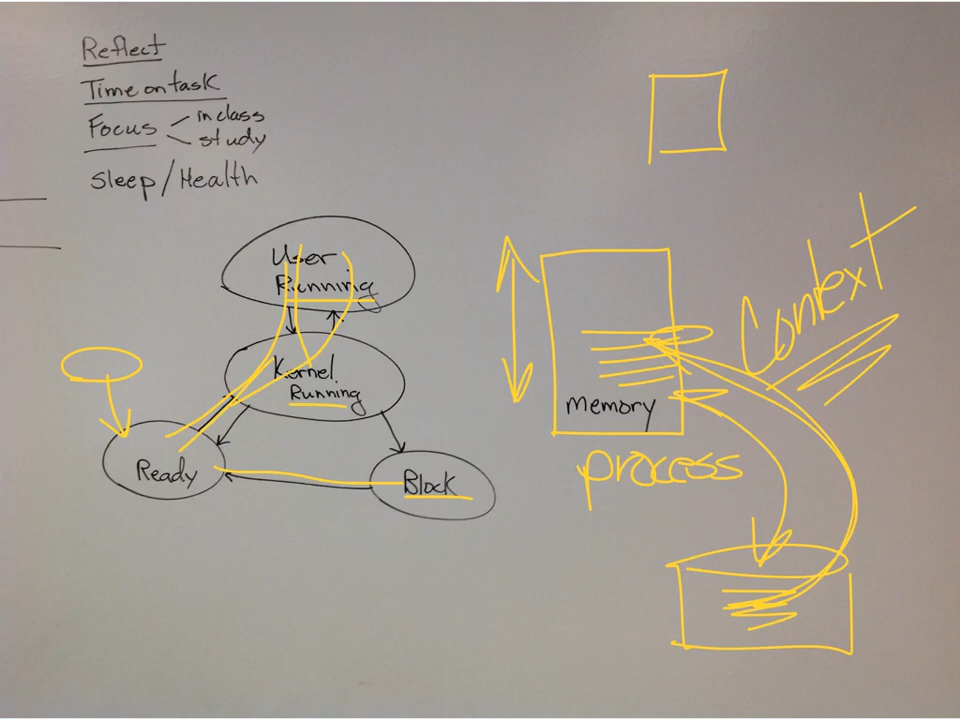 Reflect
Time on task
Focus
in class
study
Sleep/Health
User
Running
Kernel
Running
Ready
Block
Memory
process
Context